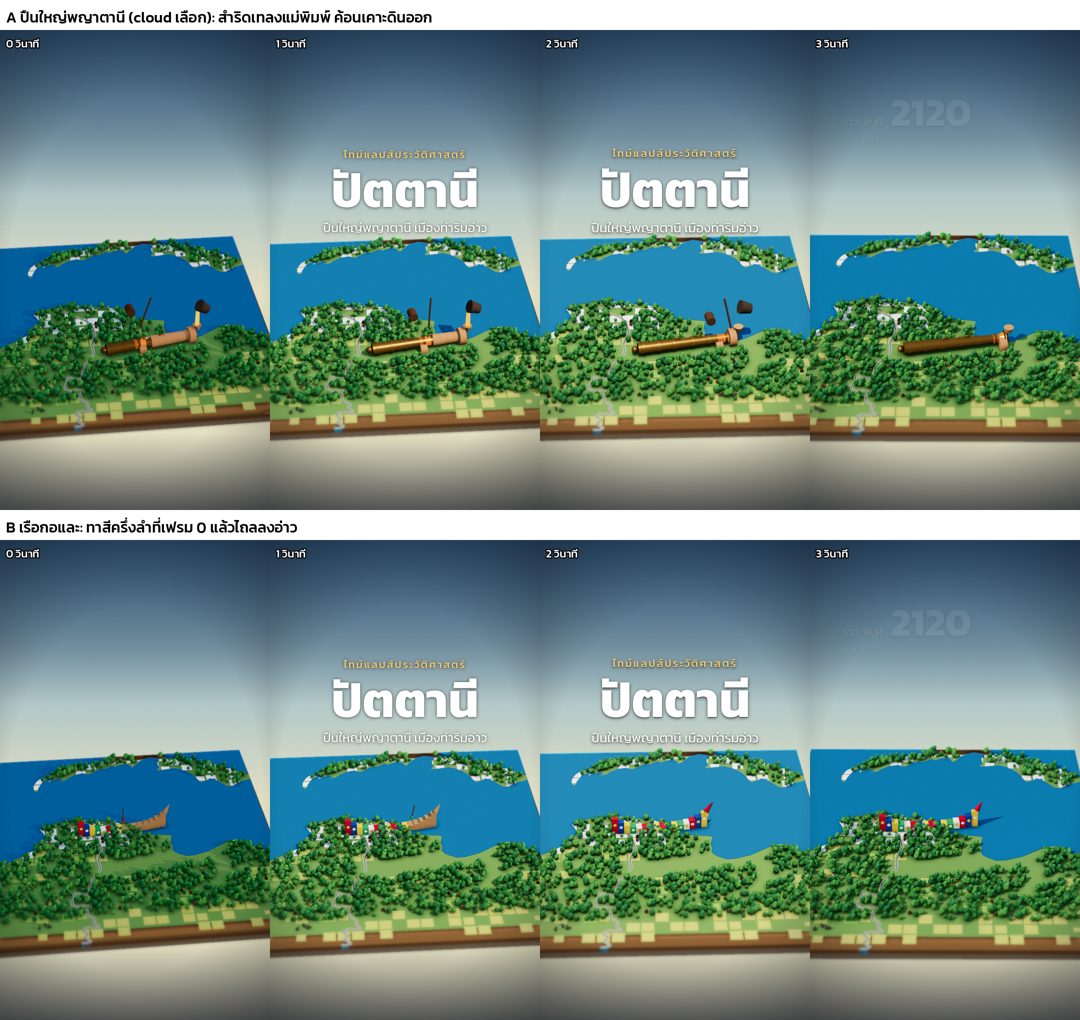 A ปืนใหญ่พญาตานี (cloud เลือก): สำริดเทลงแม่พิมพ์ ค้อนเคาะดินออก
0 วินาที
1 วินาที
2 วินาที
3 วินาที
ไทม์แลปส์ประวัติศาสตร์
ปัตตานี
ปืนใหญ่พญาตานี เมืองท่าริมอ่าว
ไทม์แลปส์ประวัติศาสตร์
ปัตตานี
ปืนใหญ่พญาตานี เมืองท่าริมอ่าว
ราว พ.ศ. 2120
B เรือกอและ: ทาสีครึ่งลำที่เฟรม 0 แล้วไถลลงอ่าว
0 วินาที
1 วินาที
2 วินาที
3 วินาที
ไทม์แลปส์ประวัติศาสตร์
ปัตตานี
ปืนใหญ่พญาตานี เมืองท่าริมอ่าว
ไทม์แลปส์ประวัติศาสตร์
ปัตตานี
ปืนใหญ่พญาตานี เมืองท่าริมอ่าว
ราว พ.ศ. 2120